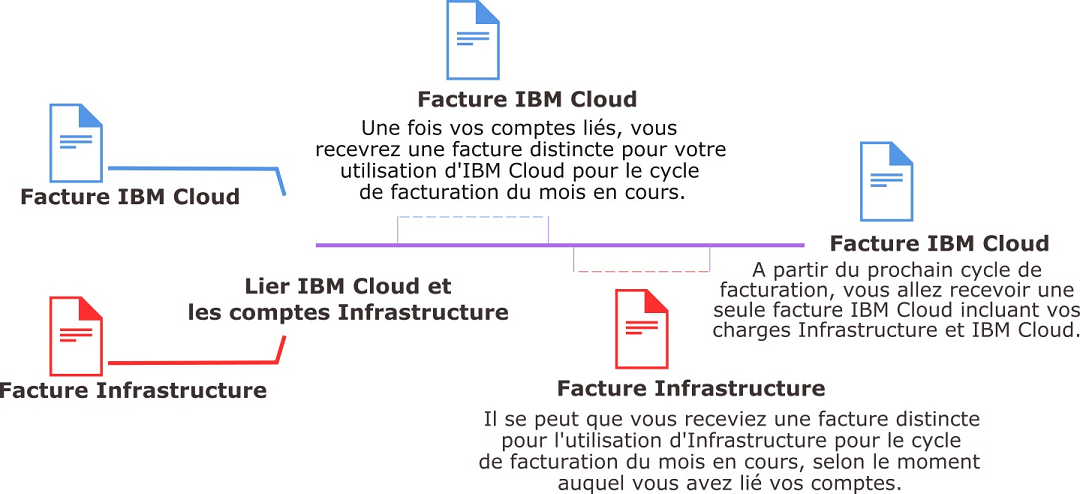 Facture IBM Cloud
Une fois vos comptes liés, vous
recevrez une facture distincte pour votre
utilisation d'IBM Cloud pour le cycle
de facturation du mois en cours.
Facture IBM Cloud
Lier IBM Cloud et
les comptes Infrastructure
Facture Infrastructure
Facture Infrastructure
Il se peut que vous receviez une facture distincte
pour l'utilisation d'Infrastructure pour le cycle
de facturation du mois en cours, selon le moment
auquel vous avez lié vos comptes.
Facture IBM Cloud
A partir du prochain cycle de
facturation, vous allez recevoir une
seule facture IBM Cloud incluant vos
charges Infrastructure et IBM Cloud.